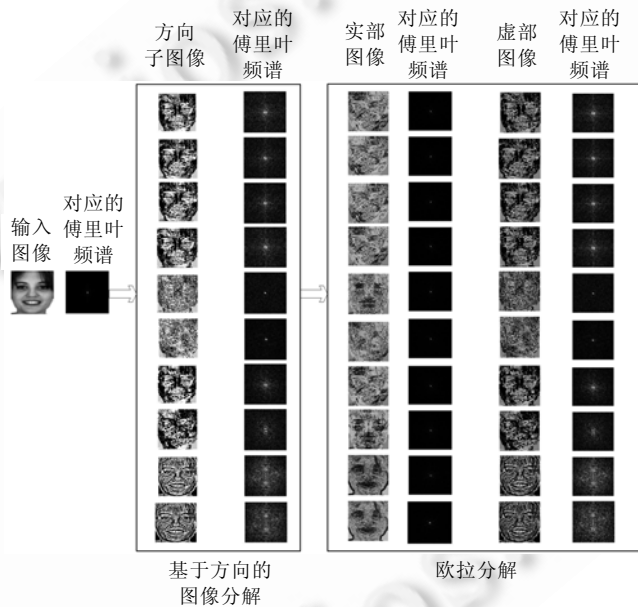 方向
子图像
对应的
傅里叶
频谱
实部
图像
对应的
傅里叶
频谱
虚部
图像
对应的
傅里叶
频谱
输入
图像
对应的
傅里叶
频谱
基于方向的
图像分解
欧拉分解